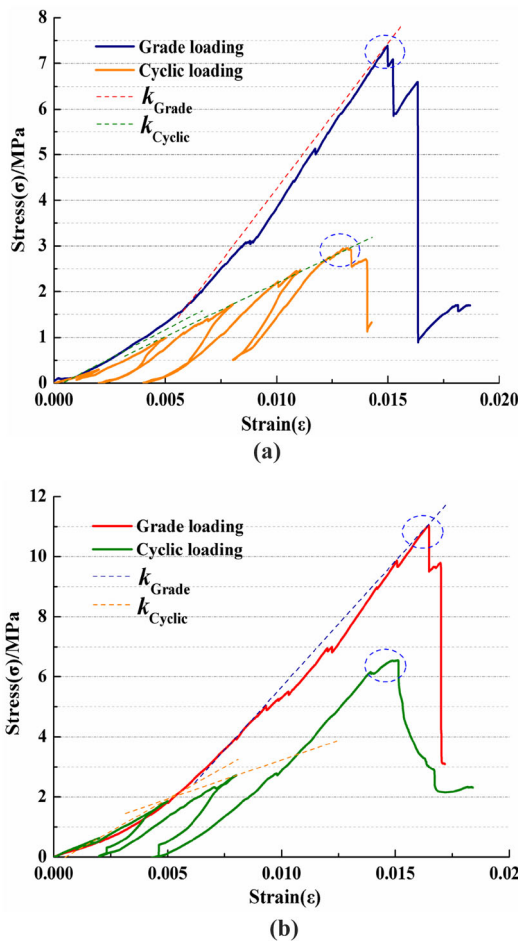 8
7
6
5
4
3
2
1
0
Stress(σ)/MPa
Grade loading
Cyclic loading
kGrade
kCyclic
0.000
0.005
0.010
0.015
0.020
Strain(ε)
(a)
12
10
8
6
4
2
0
Stress(σ)/MPa
Grade loading
Cyclic loading
kGrade
kCyclic
0.000
0.005
0.010
0.015
0.020
Strain(ε)
(b)